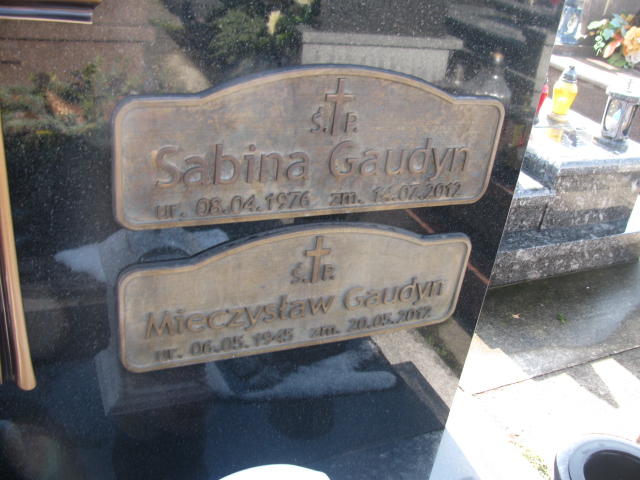 Ś.P.
Sabina Gaudyn
ur. 08.04.1976 zm. 14.07.2012
Ś.P.
Mieczysław Gaudyn
ur. 06.05.1945 zm. 20.05.2012